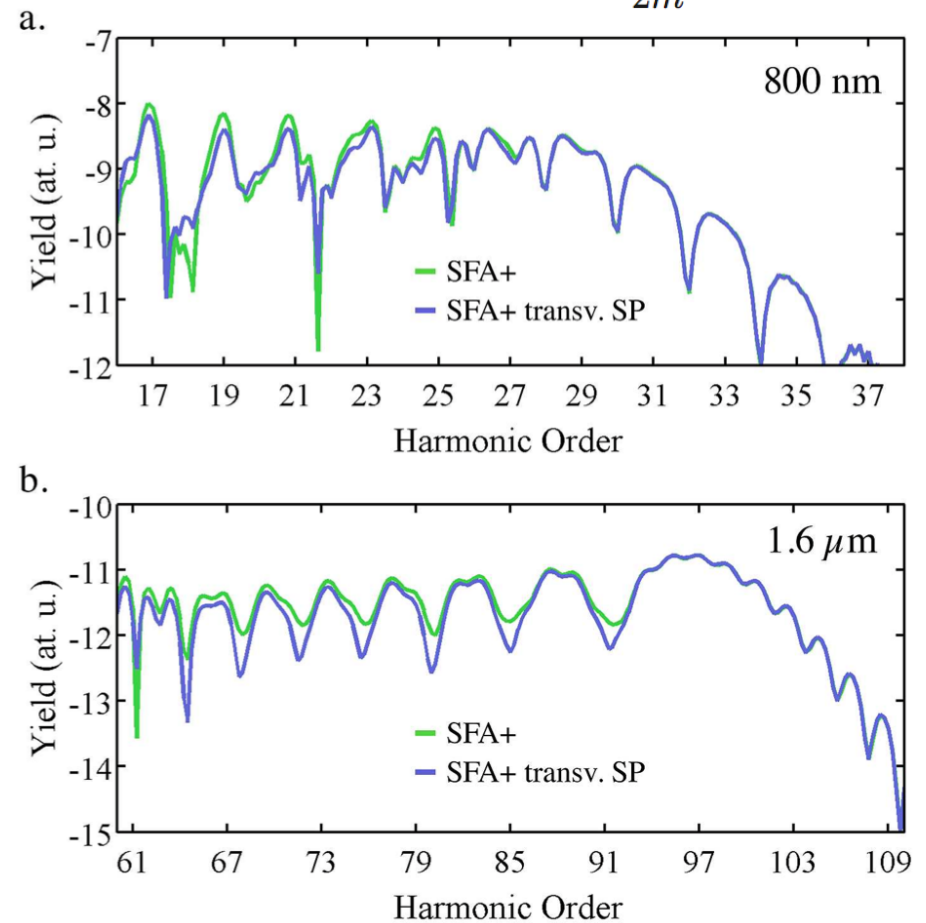 2m
a.
-7
-8
-9
-10
-11
-12
Yield (at. u.)
800 nm
SFA+
SFA+ transv. SP
17 19 21 23 25 27 29 31 33 35 37
Harmonic Order
b.
-10
-11
-12
-13
-14
-15
Yield (at. u.)
1.6 μm
SFA+
SFA+ transv. SP
61 67 73 79 85 91 97 103 109
Harmonic Order